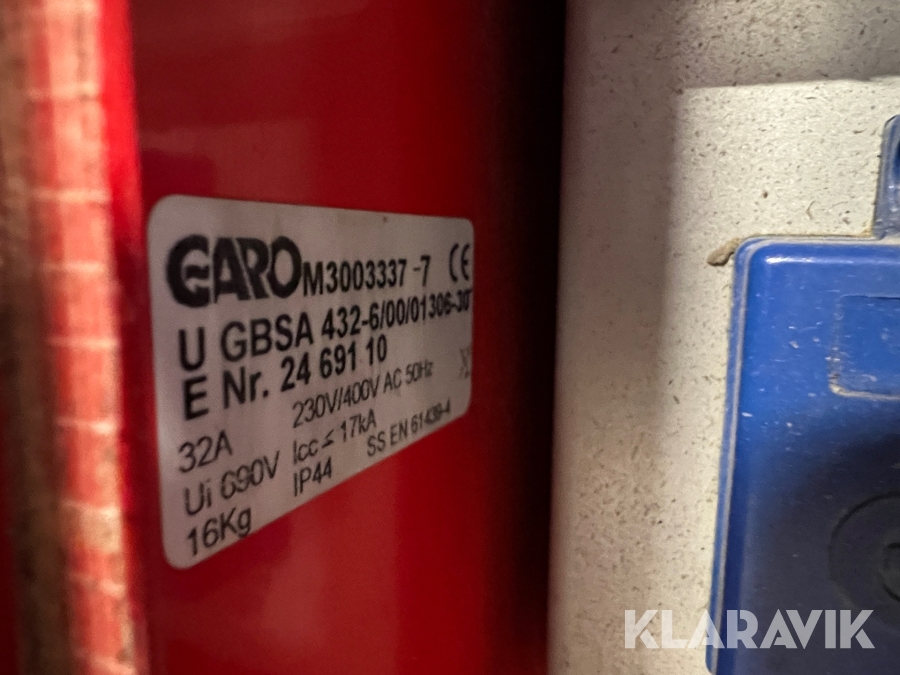 GARO M3003337-7 CE
U GBSA 432-6/00/01306-30
E Nr. 24 691 10
32A 230V/400V AC 50Hz
Ui 690V Icc ≤ 17kA
16Kg IP44 SS EN 61439-4
KLARAVIK